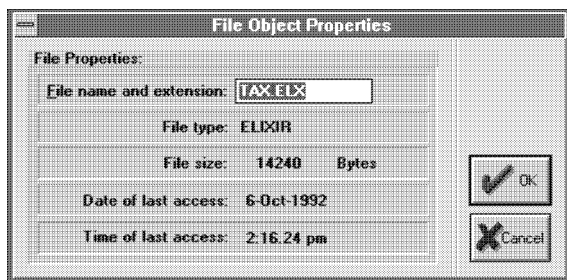 File Object Properties
File Properties:
File name and extension: TAX.ELX
File type: ELIXIR
File size: 14240 Bytes
Date of last access: 6-Oct-1992
Time of last access: 2:16.24 pm
OK
Cancel